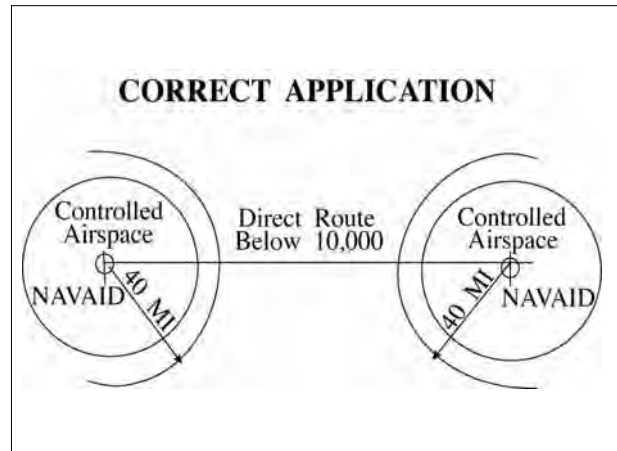 CORRECT APPLICATION
Controlled
Airspace
NAVAID
40 MI
Direct Route
Below 10,000
Controlled
Airspace
NAVAID
40 MI